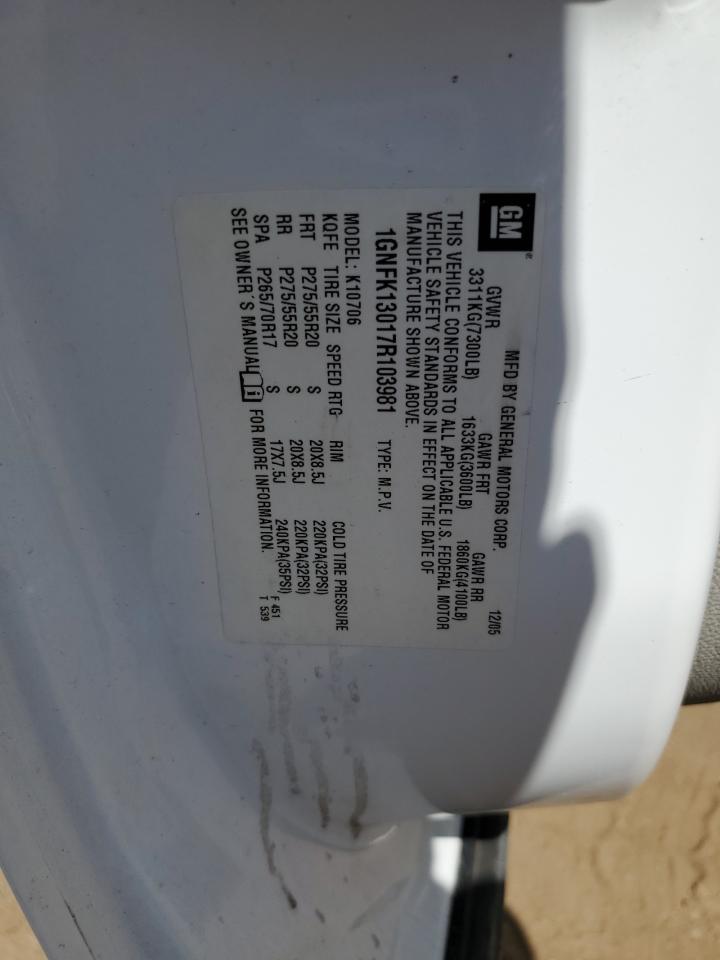 GM®
MFD BY GENERAL MOTORS CORP. 12/05
GVWR GAWR FRT GAWR RR
3311KG(7300LB) 1633KG(3600LB) 1860KG(4100LB)
THIS VEHICLE CONFORMS TO ALL APPLICABLE U.S. FEDERAL MOTOR
VEHICLE SAFETY STANDARDS IN EFFECT ON THE DATE OF
MANUFACTURE SHOWN ABOVE.
1GNFK13017R103981 TYPE: M.P.V.
MODEL: K10706
KQFE TIRE SIZE SPEED RTG RIM COLD TIRE PRESSURE
FRT P275/55R20 S 20X8.5J 220KPA(32PSI)
RR P275/55R20 S 20X8.5J 220KPA(32PSI)
SPA P265/70R17 S 17X7.5J 240KPA(35PSI) F 451
SEE OWNER'S MANUAL FOR MORE INFORMATION. T 539